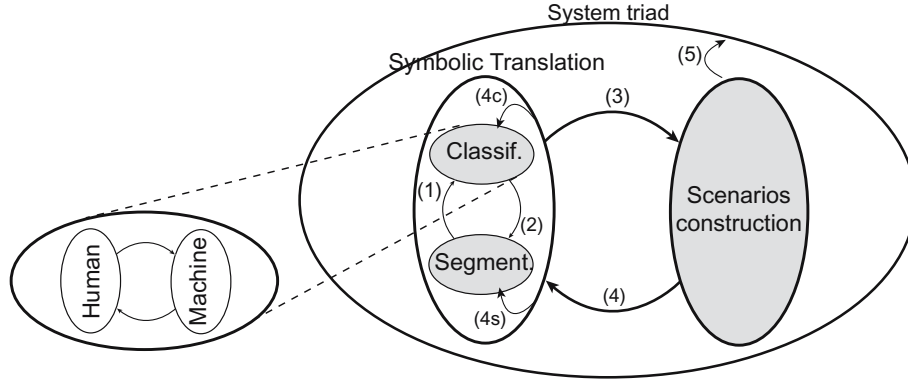 System triad
Symbolic Translation
(5)
(4c)
(3)
Classif.
(1)
(2)
Scenarios
construction
Segment.
(4)
(4s)
Human
Machine